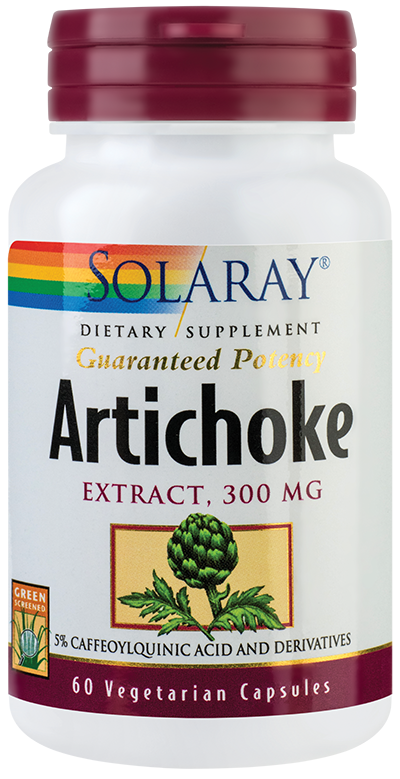 SOLARAY®
DIETARY SUPPLEMENT
Guaranteed Potency
Artichoke
EXTRACT, 300 MG
GREEN
SCREENED
5% CAFFEOYLQUINIC ACID AND DERIVATIVES
60 Vegetarian Capsules